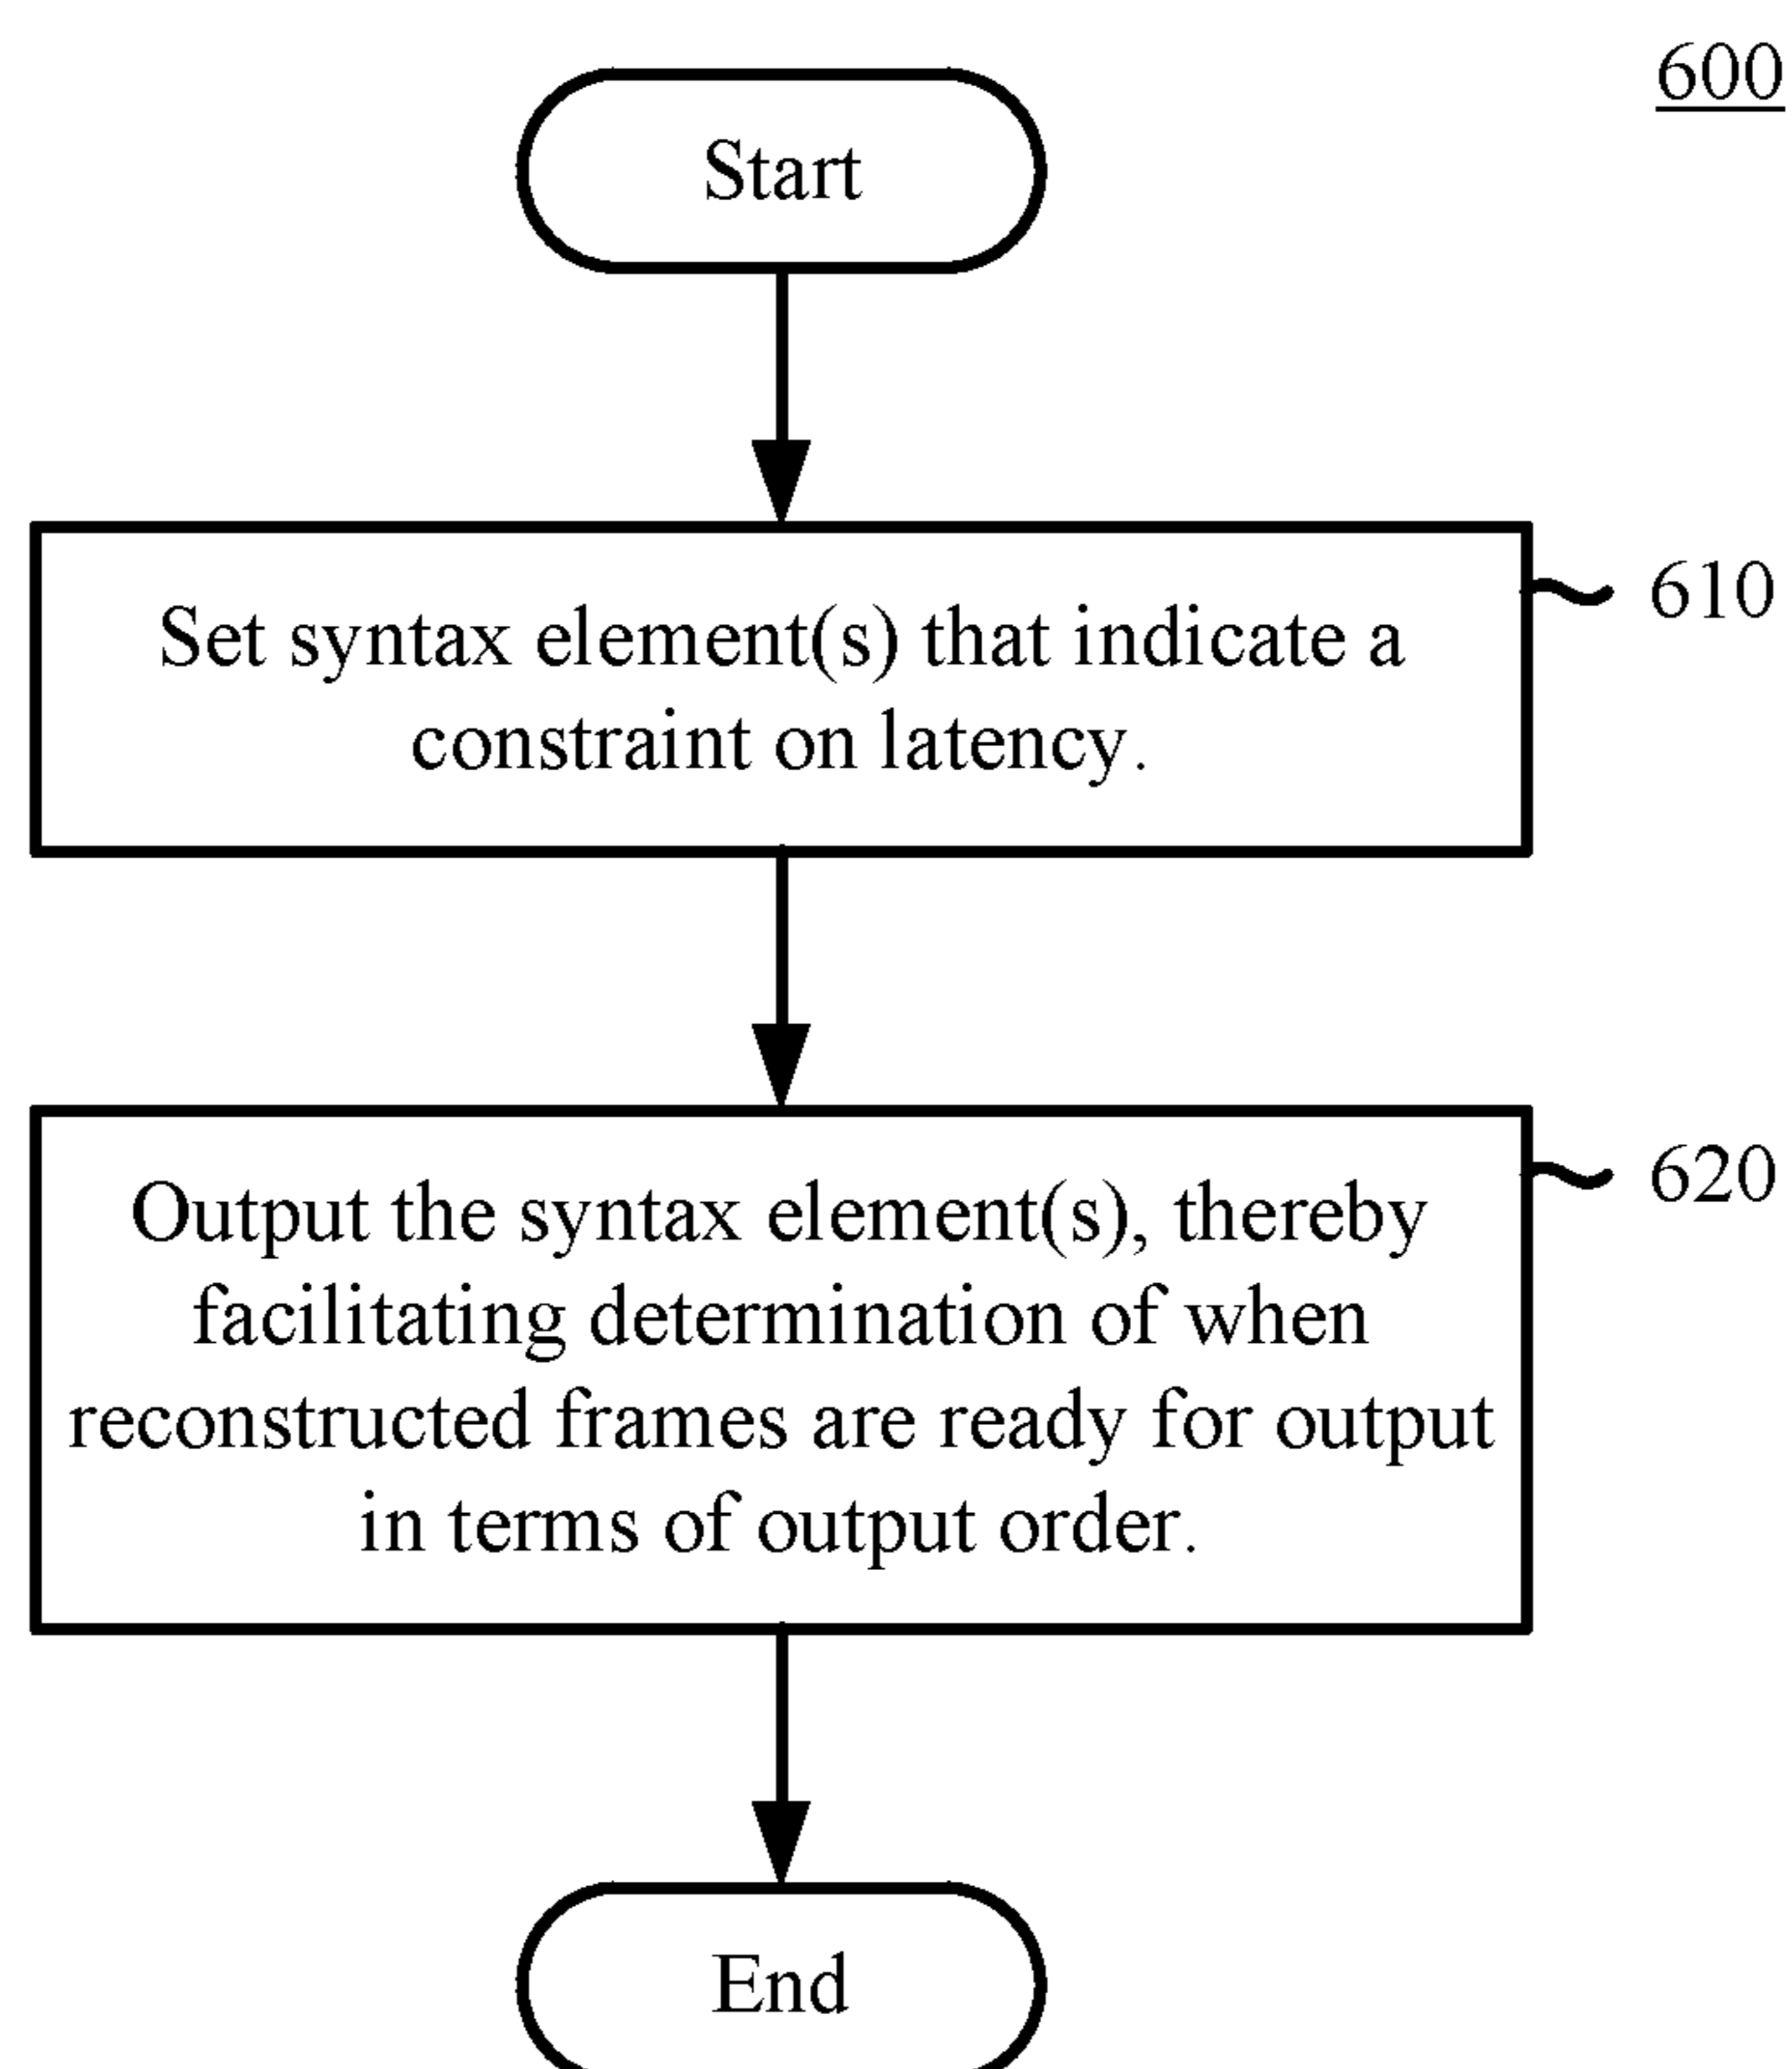 600
Start
Set syntax element(s) that indicate a
constraint on latency.
610
Output the syntax element(s), thereby
facilitating determination of when
reconstructed frames are ready for output
in terms of output order.
620
End